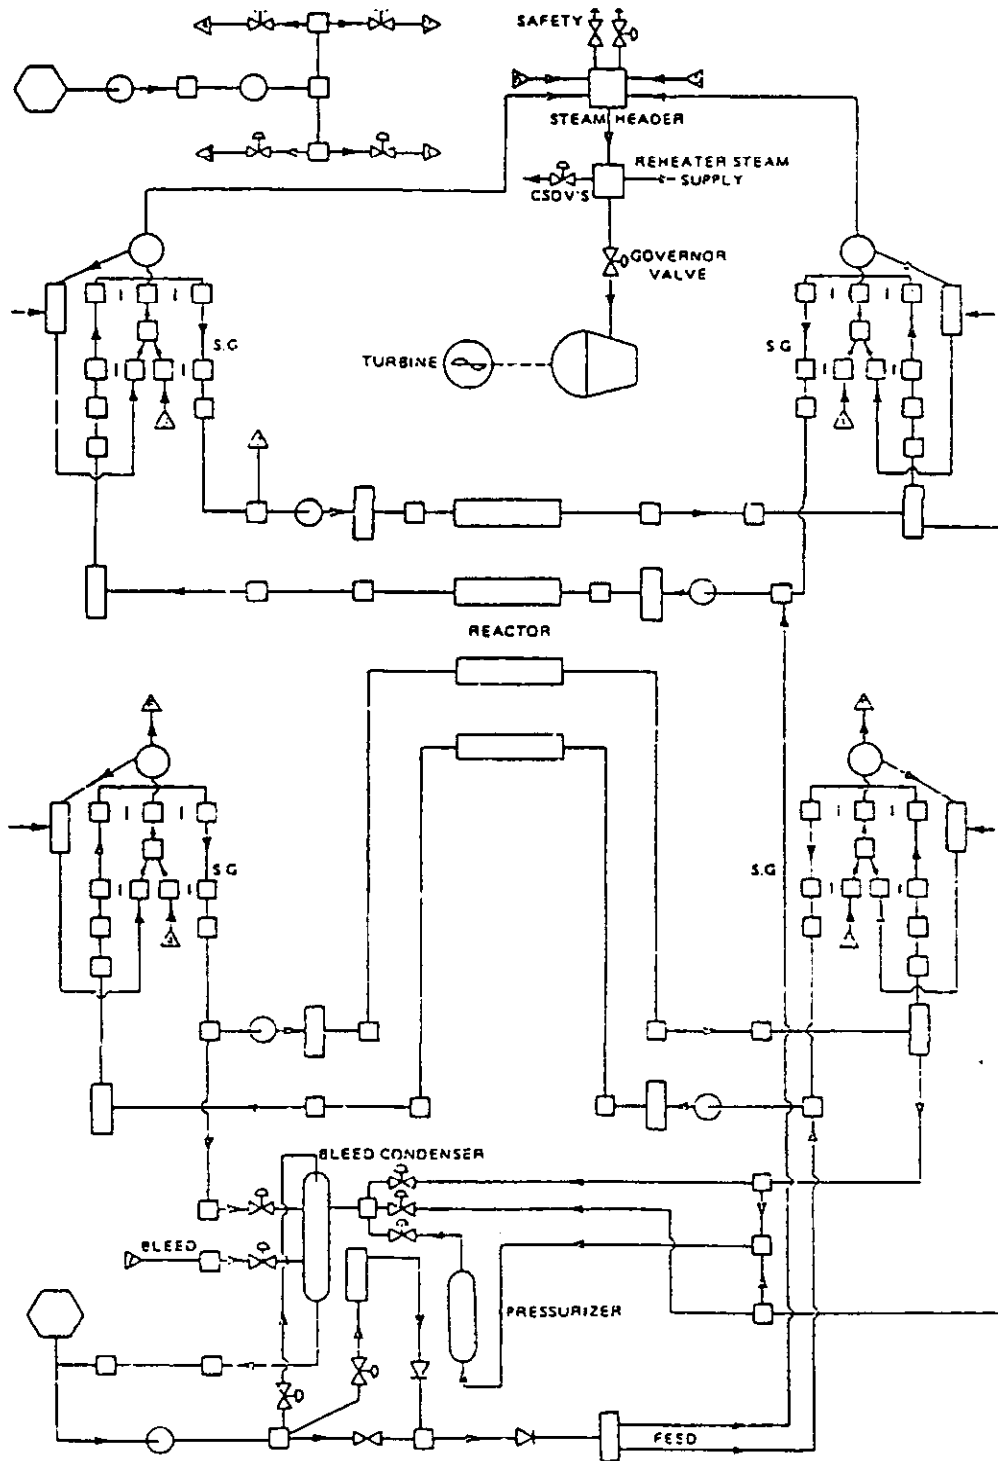 SAFETY
STEAM HEADER
REHEATER STEAM
SUPPLY
CSDV'S
GOVERNOR
VALVE
S.G
TURBINE
S.G
REACTOR
S.G
S.G
BLEED CONDENSER
BLEED
PRESSURIZER
FEED